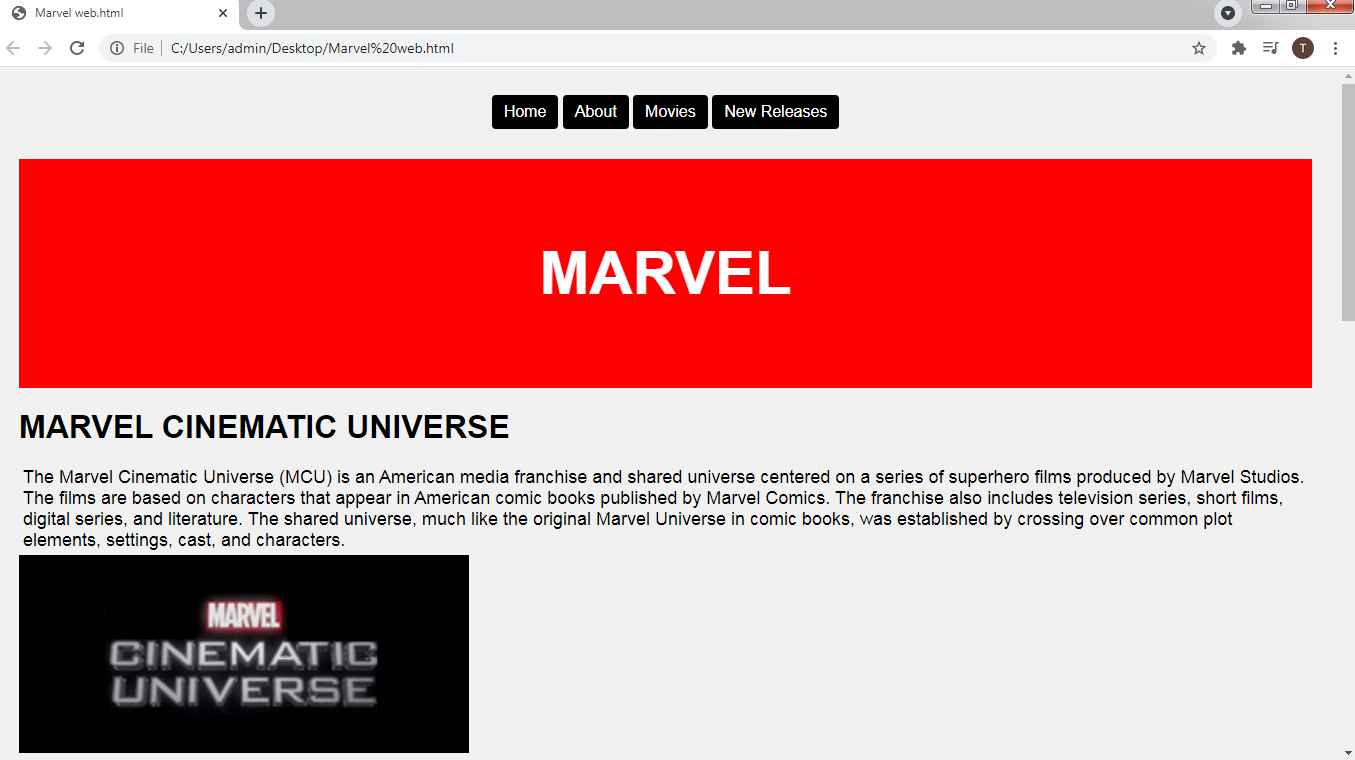 Marvel web.html
File C:/Users/admin/Desktop/Marvel%20web.html
T
Home About Movies New Releases
MARVEL
MARVEL CINEMATIC UNIVERSE
The Marvel Cinematic Universe (MCU) is an American media franchise and shared universe centered on a series of superhero films produced by Marvel Studios.
The films are based on characters that appear in American comic books published by Marvel Comics. The franchise also includes television series, short films,
digital series, and literature. The shared universe, much like the original Marvel Universe in comic books, was established by crossing over common plot
elements, settings, cast, and characters.
MARVEL
CINEMATIC
UNIVERSE